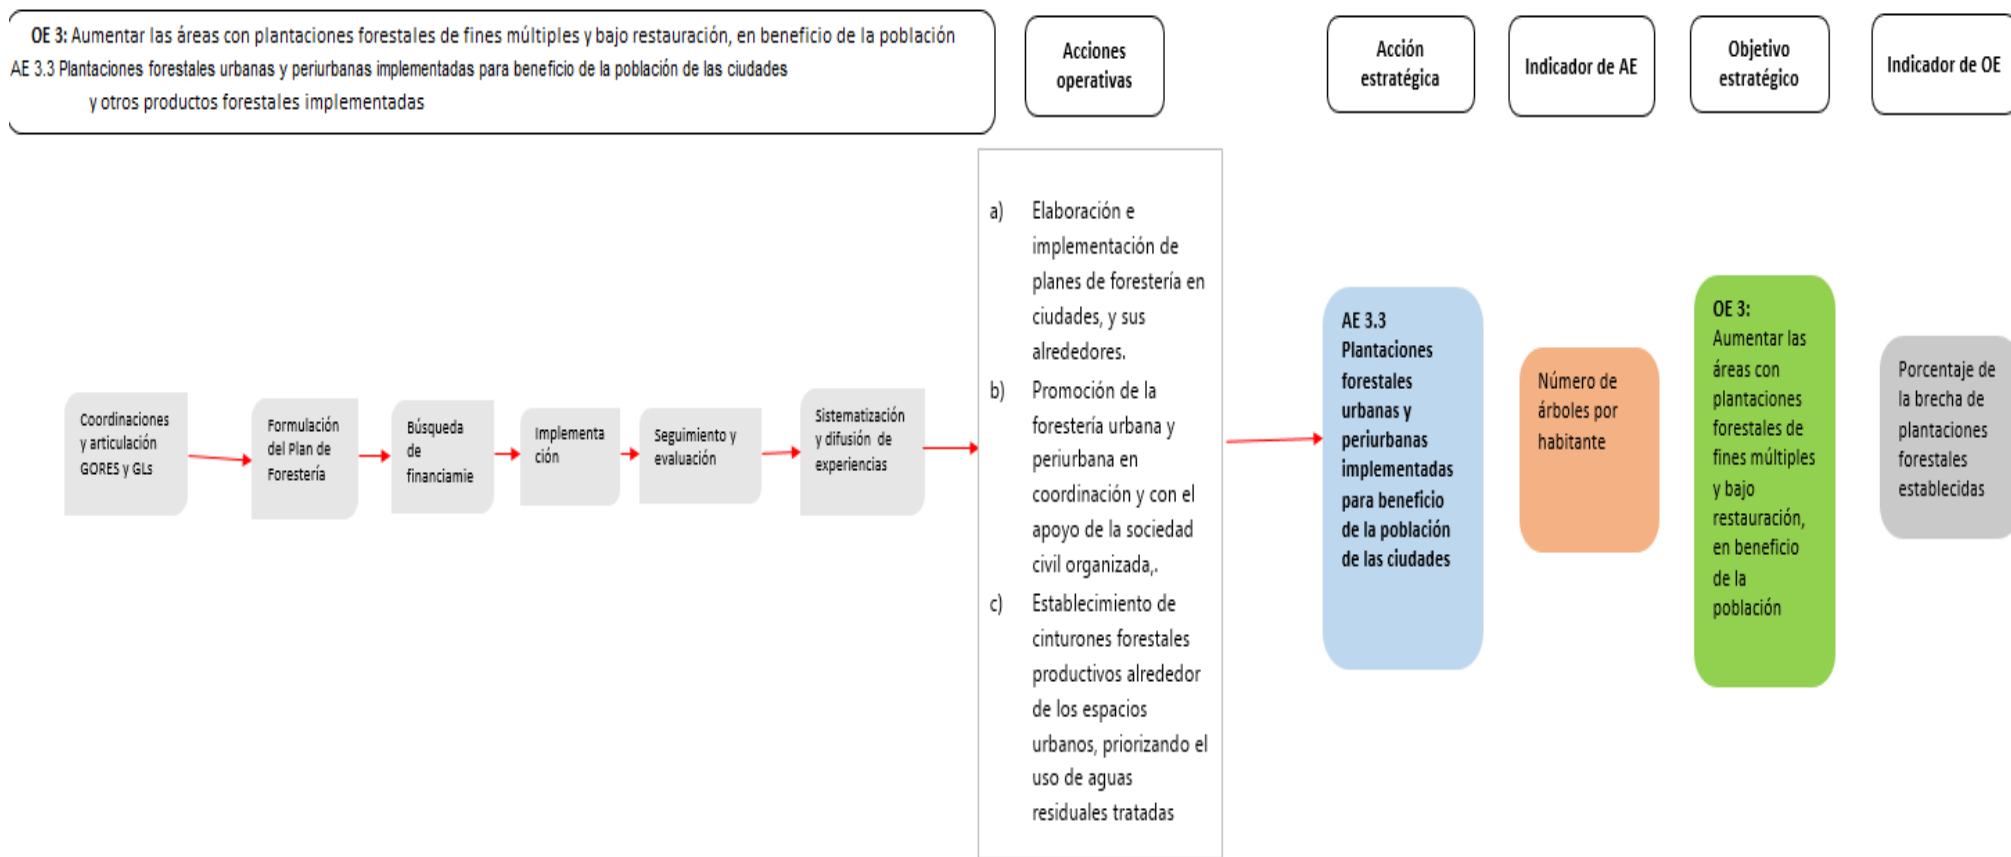 OE 3: Aumentar las áreas con plantaciones forestales de fines múltiples y bajo restauración, en beneficio de la población
AE 3.3 Plantaciones forestales urbanas y periurbanas implementadas para beneficio de la población de las ciudades
y otros productos forestales implementadas
Acciones
operativas
Acción
estratégica
Indicador de AE
Objetivo
estratégico
Indicador de OE
Coordinaciones
y articulación
GORES y GLs
Formulación
del Plan de
Forestería
Búsqueda
de
financiamie
Implementa
ción
Seguimiento y
evaluación
Sistematización
y difusión de
experiencias
a) Elaboración e
implementación de
planes de forestería en
ciudades, y sus
alrededores.
b) Promoción de la
forestería urbana y
periurbana en
coordinación y con el
apoyo de la sociedad
civil organizada,.
c) Establecimiento de
cinturones forestales
productivos alrededor
de los espacios
urbanos, priorizando el
uso de aguas
residuales tratadas
AE 3.3
Plantaciones
forestales
urbanas y
periurbanas
implementadas
para beneficio
de la población
de las ciudades
Número de
árboles por
habitante
OE 3:
Aumentar las
áreas con
plantaciones
forestales de
fines múltiples
y bajo
restauración,
en beneficio
de la
población
Porcentaje de
la brecha de
plantaciones
forestales
establecidas